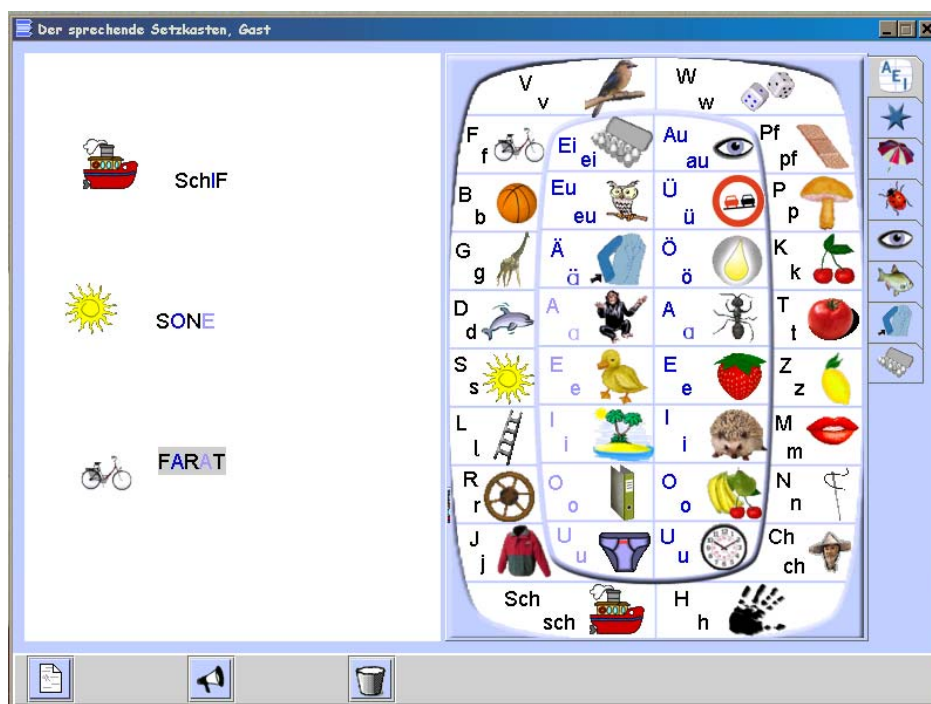 Der sprechende Setzkasten, Gast
SchIF
SONE
FARAT
V v
W w
F f
Ei ei
Au au
Pf pf
B b
Eu eu
Ü ü
P p
G g
Ä ä
Ö ö
K k
D d
A a
A a
T t
S s
E e
E e
Z z
L l
I i
I i
M m
R r
O o
O o
N n
J j
U u
U u
Ch ch
Sch sch
H h
AEI